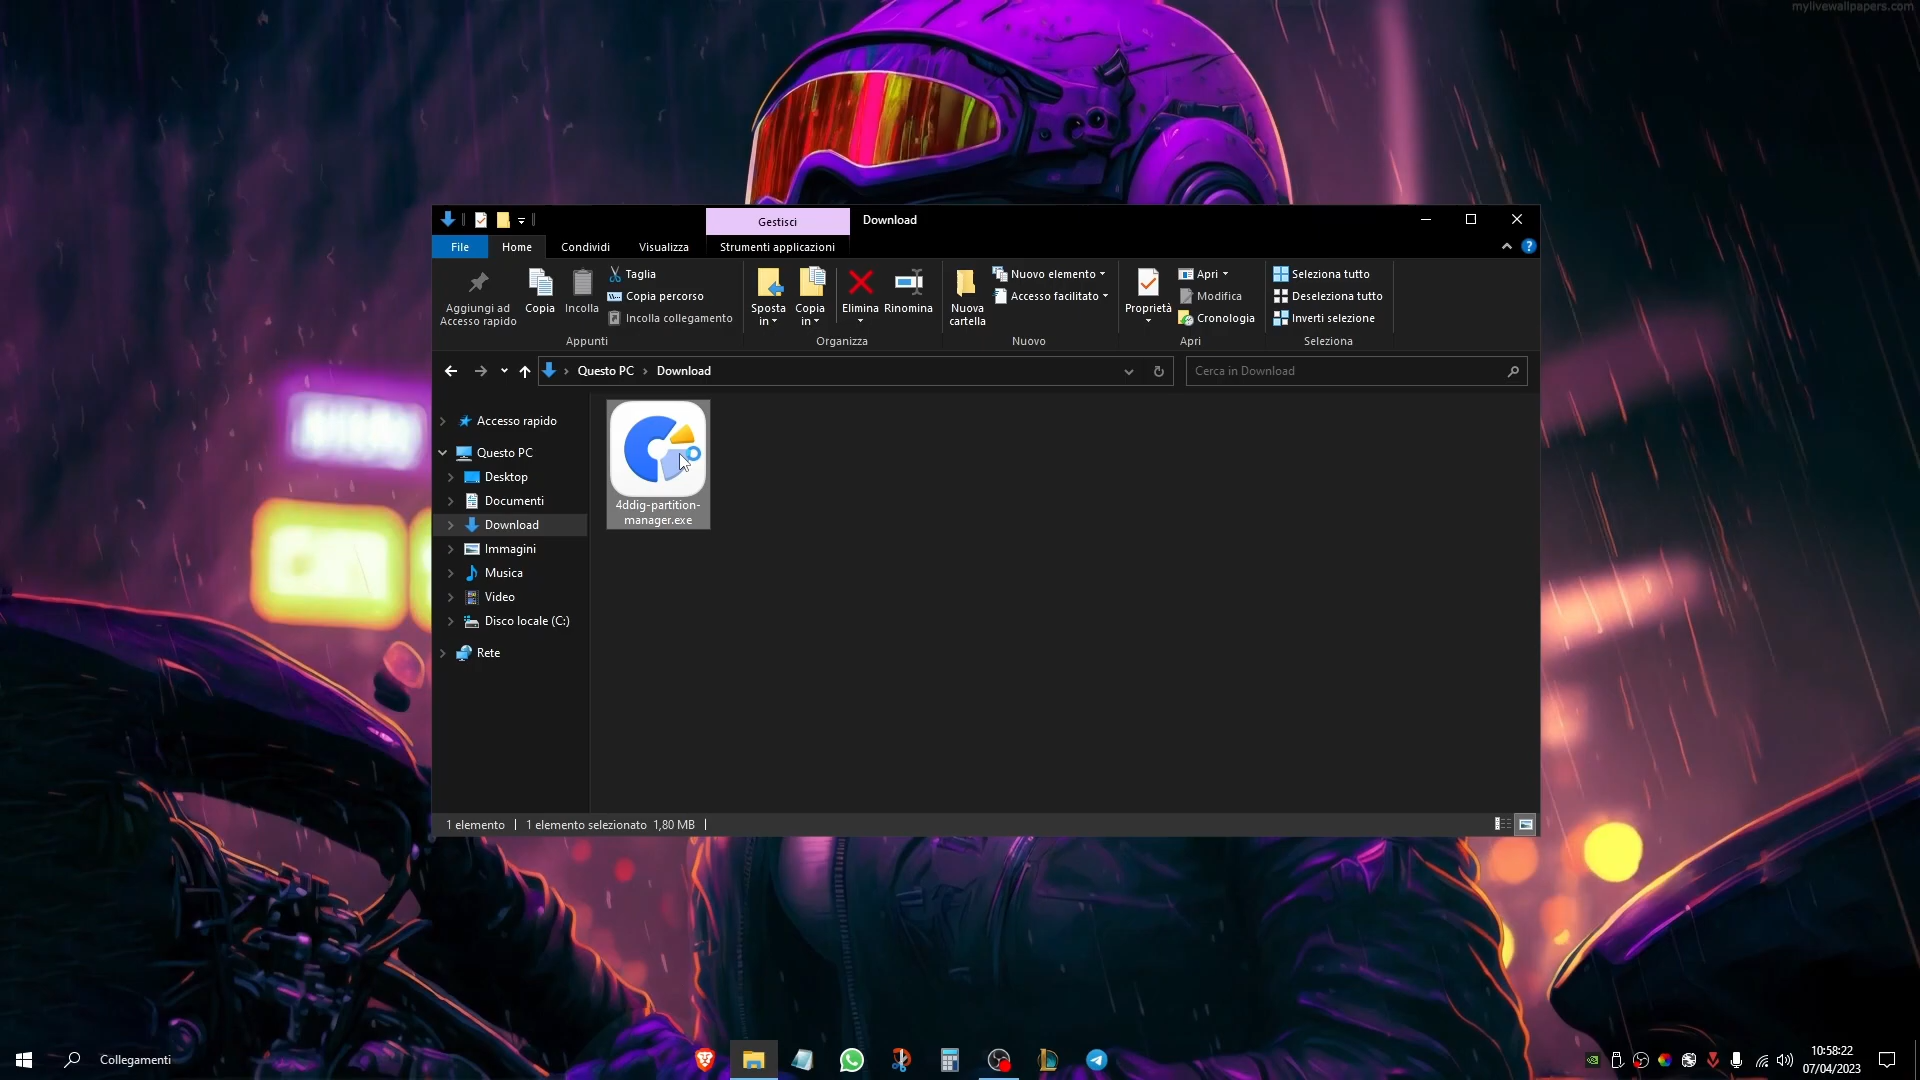 mylivewallpapers.com
Gestisci
Download
File
Home
Condividi
Visualizza
Strumenti applicazioni
Aggiungi ad
Accesso rapido
Copia
Incolla
Taglia
Copia percorso
Incolla collegamento
Appunti
Sposta
in
Copia
in
Elimina
Rinomina
Organizza
Nuova
cartella
Nuovo elemento
Accesso facilitato
Nuovo
Proprietà
Apri
Modifica
Cronologia
Apri
Seleziona tutto
Deseleziona tutto
Inverti selezione
Seleziona
Questo PC
Download
Cerca in Download
Accesso rapido
Questo PC
Desktop
Documenti
Download
Immagini
Musica
Video
Disco locale (C:)
Rete
4ddig-partition-
manager.exe
1 elemento
1 elemento selezionato 1,80 MB
Collegamenti
10:58:22
07/04/2023